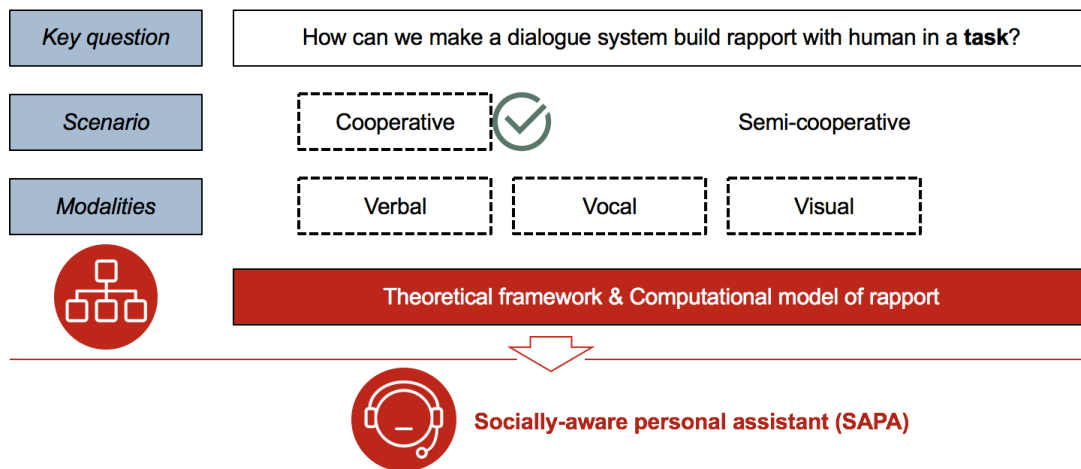 Key question
How can we make a dialogue system build rapport with human in a task?
Scenario
Cooperative
Semi-cooperative
Modalities
Verbal
Vocal
Visual
Theoretical framework & Computational model of rapport
Socially-aware personal assistant (SAPA)